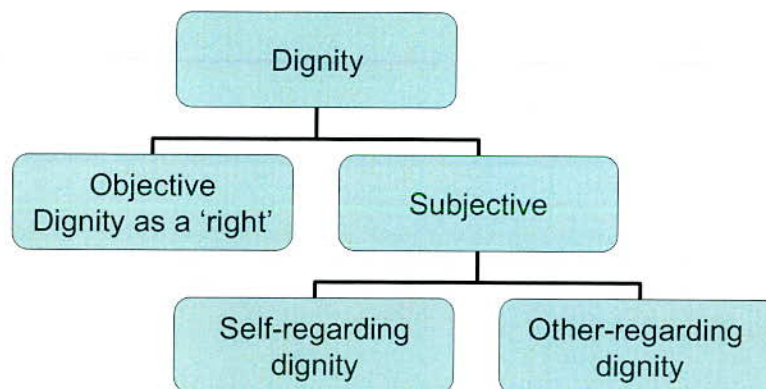 Dignity
Objective
Dignity as a ‘right’
Subjective
Self-regarding
dignity
Other-regarding
dignity